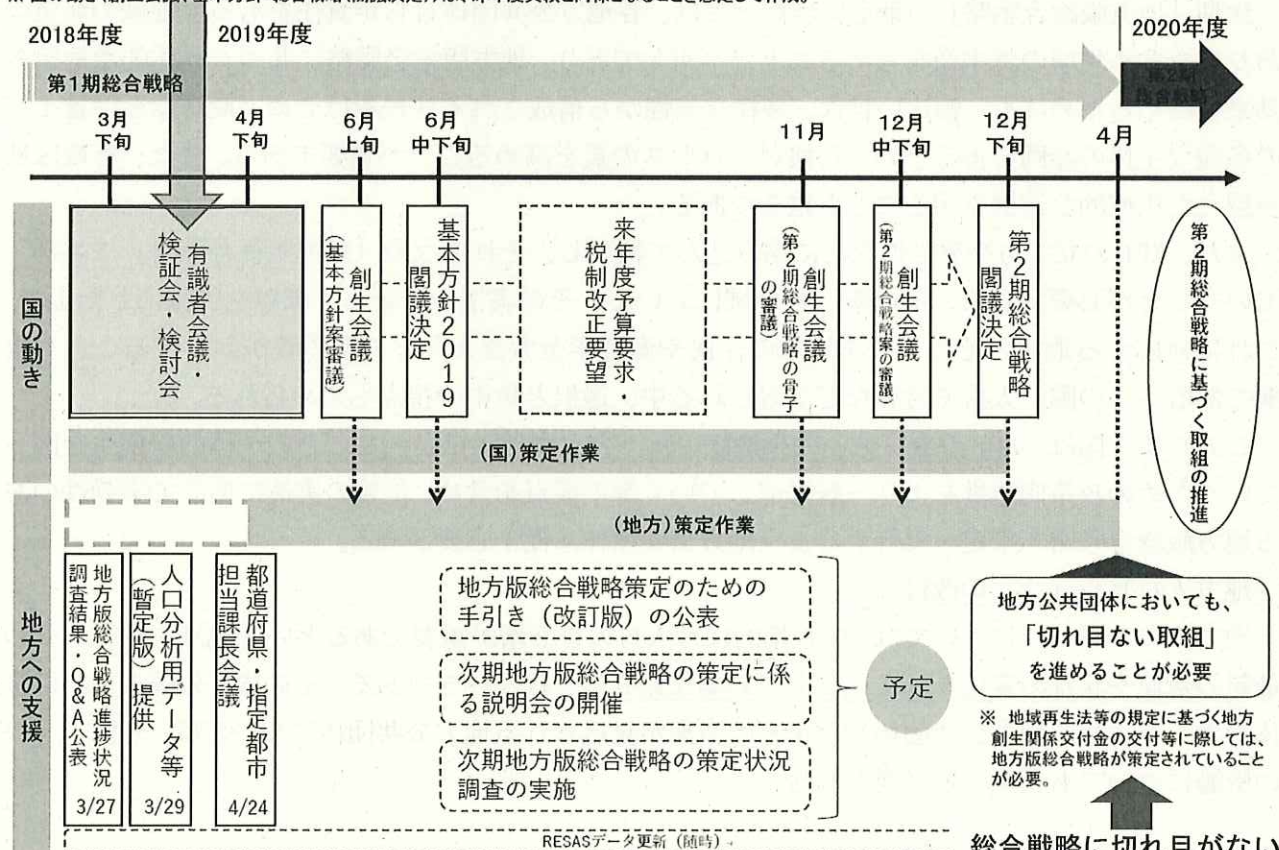 2018年度
2019年度
2020年度
第1期総合戦略
第2期
総合戦略
3月
下旬
4月
下旬
6月
上旬
6月
中下旬
11月
12月
中下旬
12月
下旬
4月
国の動き
有識者会議・
検証会・検討会
創生会議
(基本方針案審議)
基本方針2019
閣議決定
来年度予算要求・
税制改正要望
創生会議
(第2期総合戦略の骨子
の審議)
創生会議
(第2期総合戦略案の審議)
第2期総合戦略
閣議決定
第2期総合戦略に基づく取組の推進
(国)策定作業
(地方)策定作業
地方への支援
地方版総合戦略進捗状況
調査結果・Q&A公表
3/27
人口分析用データ等
(暫定版)提供
3/29
都道府県・指定都市
担当課長会議
4/24
地方版総合戦略策定のための
手引き(改訂版)の公表
次期地方版総合戦略の策定に係
る説明会の開催
次期地方版総合戦略の策定状況
調査の実施
予定
地方公共団体においても、
「切れ目ない取組」
を進めることが必要
※ 地域再生法等の規定に基づく地方
創生関係交付金の交付等に際しては、
地方版総合戦略が策定されていること
が必要。
RESASデータ更新(随時)
総合戦略に切れ目がない